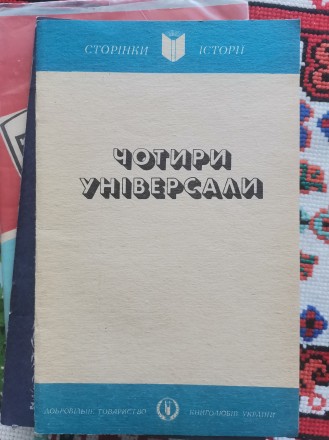 СТОРІНКИ ІСТОРІЇ
ЧОТИРИ
УНІВЕРСАЛИ
ДОБРОВІЛЬНЕ ТОВАРИСТВО КНИГОЛЮБІВ УКРАЇНИ